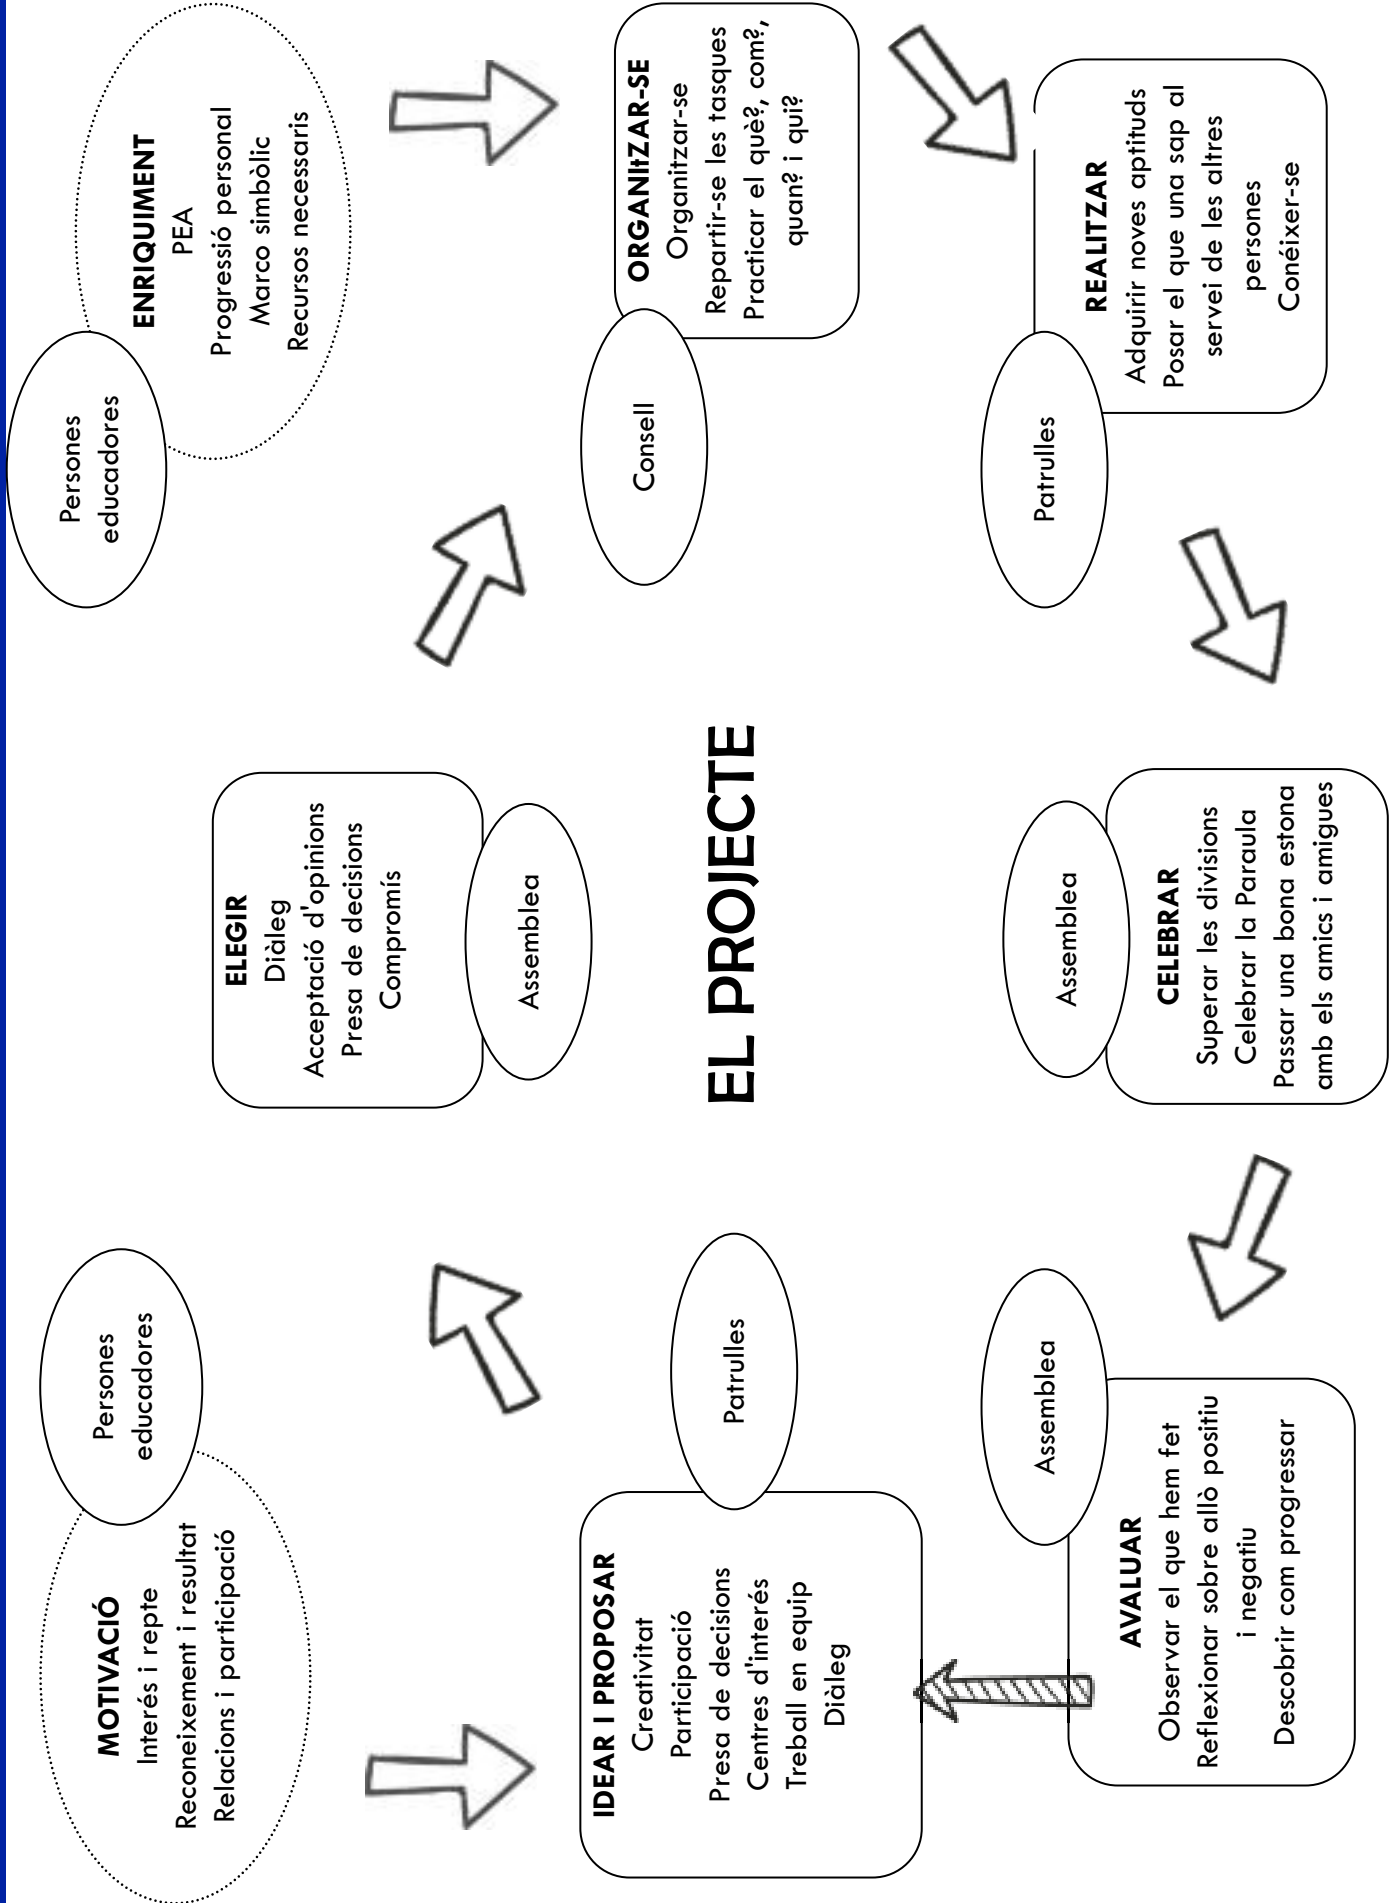 Persones
educadores
MOTIVACIÓ
Interés i repte
Reconeixement i resultat
Relacions i participació
IDEAR I PROPOSAR
Creativitat
Participació
Presa de decisions
Centres d'interés
Treball en equip
Diàleg
Patrulles
ELEGIR
Diàleg
Acceptació d'opinions
Presa de decisions
Compromís
Assemblea
Persones
educadores
ENRIQUIMENT
PEA
Progressió personal
Marco simbòlic
Recursos necessaris
ORGANItZAR-SE
Organitzar-se
Repartir-se les tasques
Practicar el què?, com?,
quan? i qui?
Consell
EL PROJECTE
REALITZAR
Adquirir noves aptituds
Posar el que una sap al
servei de les altres
persones
Conéixer-se
Patrulles
Assemblea
CELEBRAR
Superar les divisions
Celebrar la Paraula
Passar una bona estona
amb els amics i amigues
Assemblea
AVALUAR
Observar el que hem fet
Reflexionar sobre allò positiu
i negatiu
Descobrir com progressar